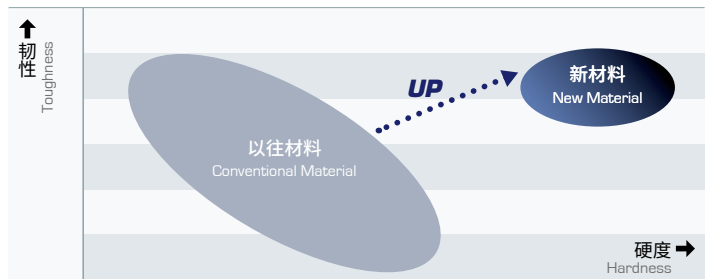 韧性
Toughness
UP
新材料
New Material
以往材料
Conventional Material
硬度
Hardness